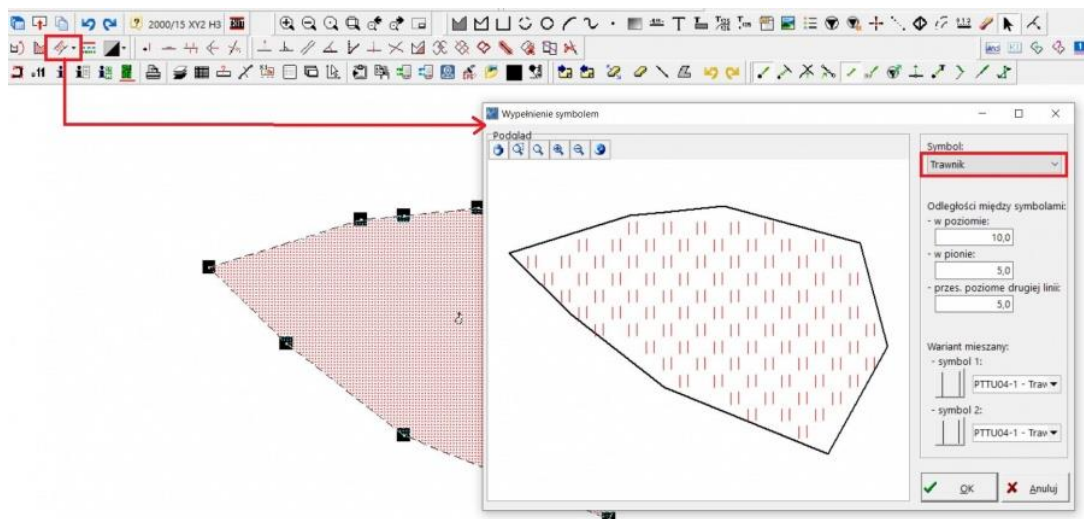 2000/15 XY2 H3
Wypełnienie symbolem
Podgląd
Symbol:
Trawnik
Odległości między symbolami:
- w poziomie:
10,0
- w pionie:
5,0
- przes. poziome drugiej linii:
5,0
Wariant mieszany:
- symbol 1:
PTTU04-1 - Traw
- symbol 2:
PTTU04-1 - Traw
OK
Anuluj